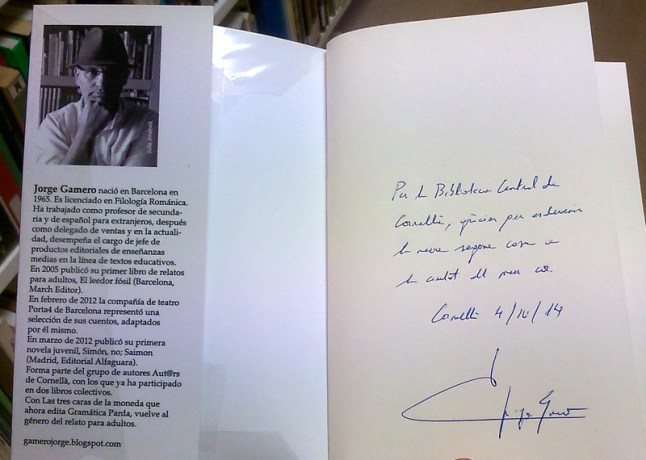 Julia Jiménez
Jorge Gamero nació en Barcelona en
1965. Es licenciado en Filología Románica.
Ha trabajado como profesor de secunda-
ria y de español para extranjeros, después
como delegado de ventas y en la actuali-
dad, desempeña el cargo de jefe de
productos editoriales de enseñanzas
medias en la línea de textos educativos.
En 2005 publicó su primer libro de relatos
para adultos, El leedor fósil (Barcelona,
March Editor).
En febrero de 2012 la compañía de teatro
Porta4 de Barcelona representó una
selección de sus cuentos, adaptados
por él mismo.
En marzo de 2012 publicó su primera
novela juvenil, Simón, no; Saimon
(Madrid, Editorial Alfaguara).
Forma parte del grupo de autores Aut@rs
de Cornellà, con los que ya ha participado
en dos libros colectivos.
Con Las tres caras de la moneda que
ahora edita Gramática Parda, vuelve al
género del relato para adultos.
gamerojorge.blogspot.com
Per la Biblioteca Central de
Cornellà, gràcies per esdevenir
la meva segona casa a
la ciutat del meu cor.
Cornellà 4/10/14